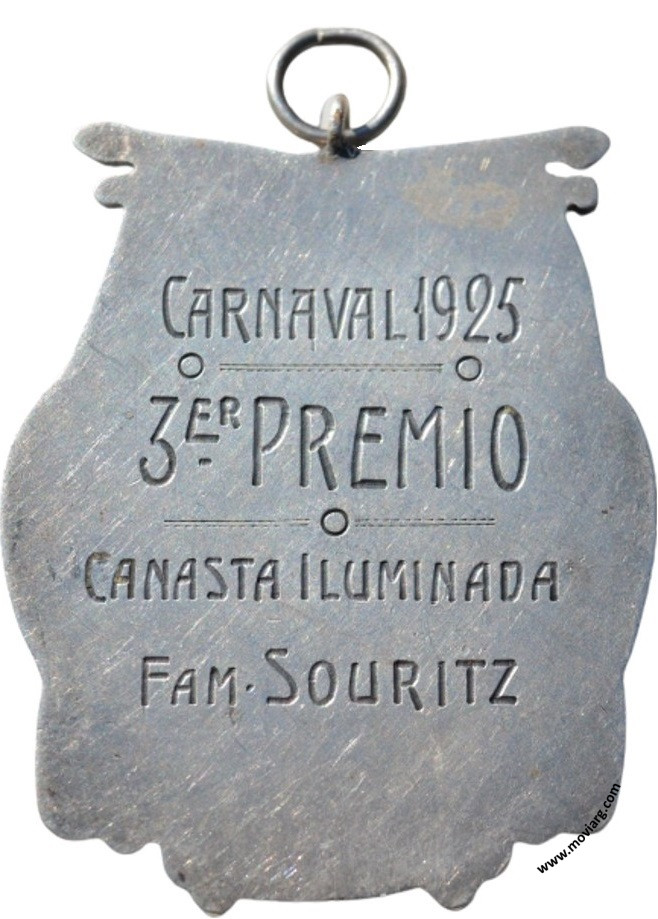 CARNAVAL 1925
3ER PREMIO
CANASTA ILUMINADA
FAM. SOURITZ
www.moviarg.com